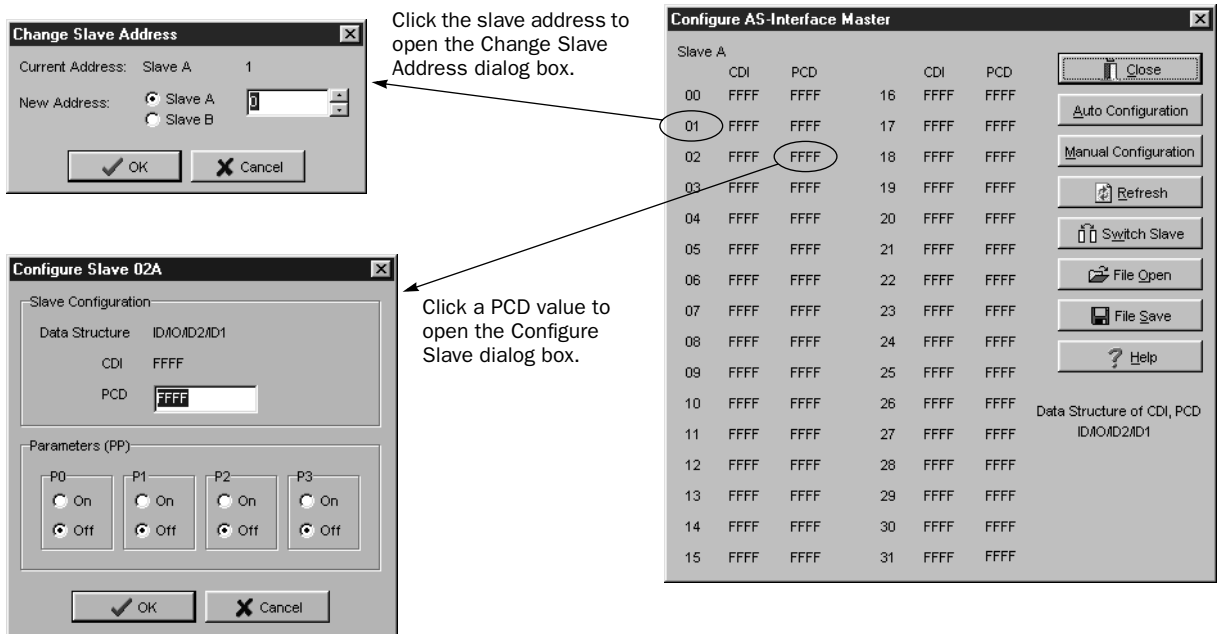 Change Slave Address
Current Address: Slave A 1
New Address: Slave A 0
Slave B
OK Cancel
Click the slave address to
open the Change Slave
Address dialog box.
Configure Slave 02A
Slave Configuration
Data Structure ID/IO/ID2/ID1
CDI FFFF
PCD FFFF
Parameters (PP)
P0 P1 P2 P3
On On On On
Off Off Off Off
OK Cancel
Click a PCD value to
open the Configure
Slave dialog box.
Configure AS-Interface Master
Slave A
CDI PCD CDI PCD
00 FFFF FFFF 16 FFFF FFFF
01 FFFF FFFF 17 FFFF FFFF
02 FFFF FFFF 18 FFFF FFFF
03 FFFF FFFF 19 FFFF FFFF
04 FFFF FFFF 20 FFFF FFFF
05 FFFF FFFF 21 FFFF FFFF
06 FFFF FFFF 22 FFFF FFFF
07 FFFF FFFF 23 FFFF FFFF
08 FFFF FFFF 24 FFFF FFFF
09 FFFF FFFF 25 FFFF FFFF
10 FFFF FFFF 26 FFFF FFFF
11 FFFF FFFF 27 FFFF FFFF
12 FFFF FFFF 28 FFFF FFFF
13 FFFF FFFF 29 FFFF FFFF
14 FFFF FFFF 30 FFFF FFFF
15 FFFF FFFF 31 FFFF FFFF
Close
Auto Configuration
Manual Configuration
Refresh
Switch Slave
File Open
File Save
Help
Data Structure of CDI, PCD
ID/IO/ID2/ID1